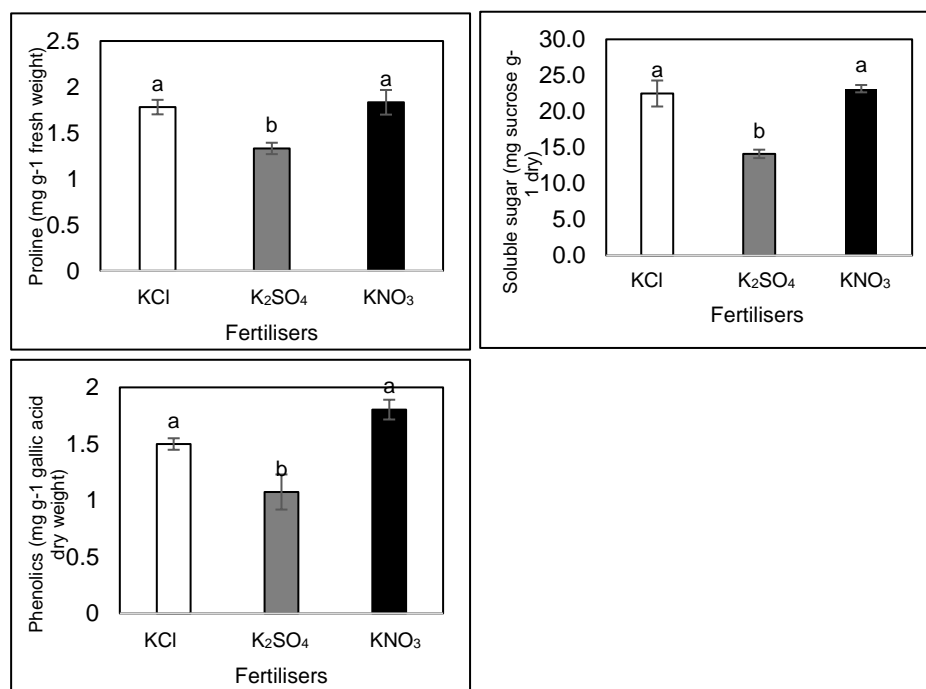 Proline (mg g-1 fresh weight)
2.5
2
1.5
1
0.5
0
a
b
a
KCl
K₂SO₄
KNO₃
Fertilisers
Soluble sugar (mg sucrose g-
1 dry)
30.0
25.0
20.0
15.0
10.0
5.0
0.0
a
b
a
KCl
K₂SO₄
KNO₃
Fertilisers
Phenolics (mg g-1 gallic acid
dry weight)
2
1.5
1
0.5
0
a
b
a
KCl
K₂SO₄
KNO₃
Fertilisers